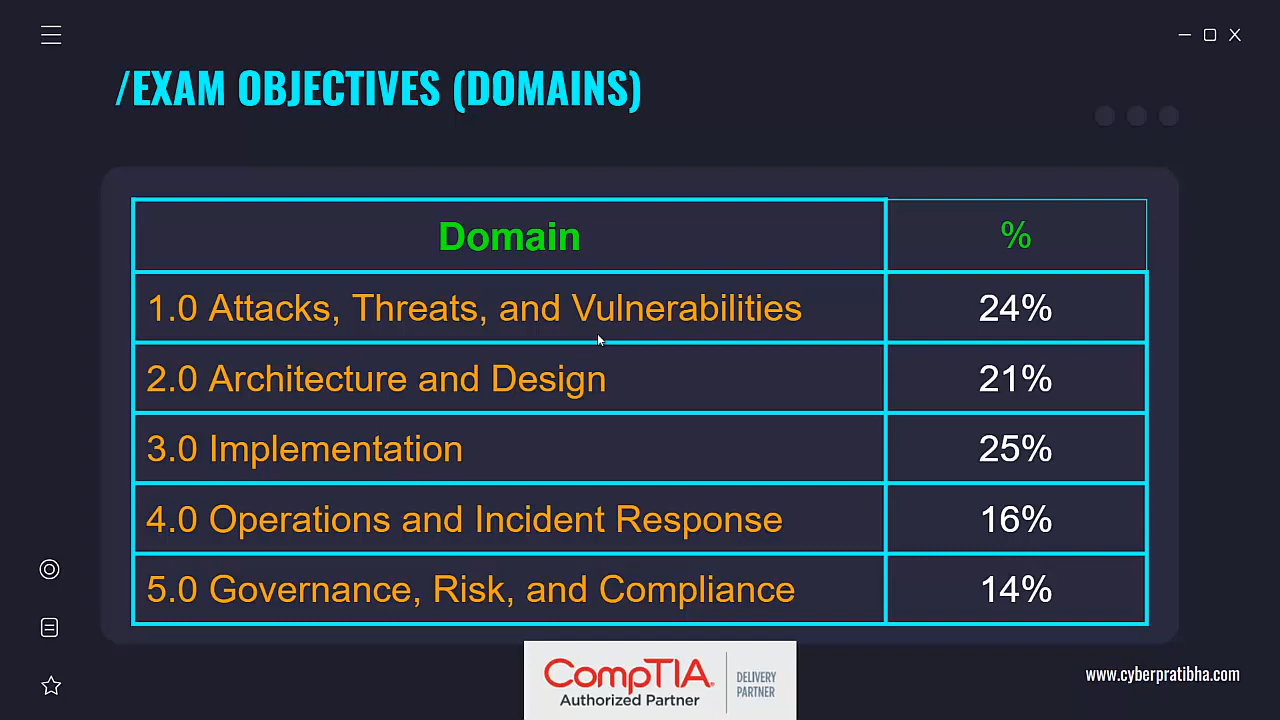 /EXAM OBJECTIVES (DOMAINS)
Domain %
1.0 Attacks, Threats, and Vulnerabilities 24%
2.0 Architecture and Design 21%
3.0 Implementation 25%
4.0 Operations and Incident Response 16%
5.0 Governance, Risk, and Compliance 14%
CompTIA®
Authorized Partner
DELIVERY
PARTNER
www.cyberpratibha.com